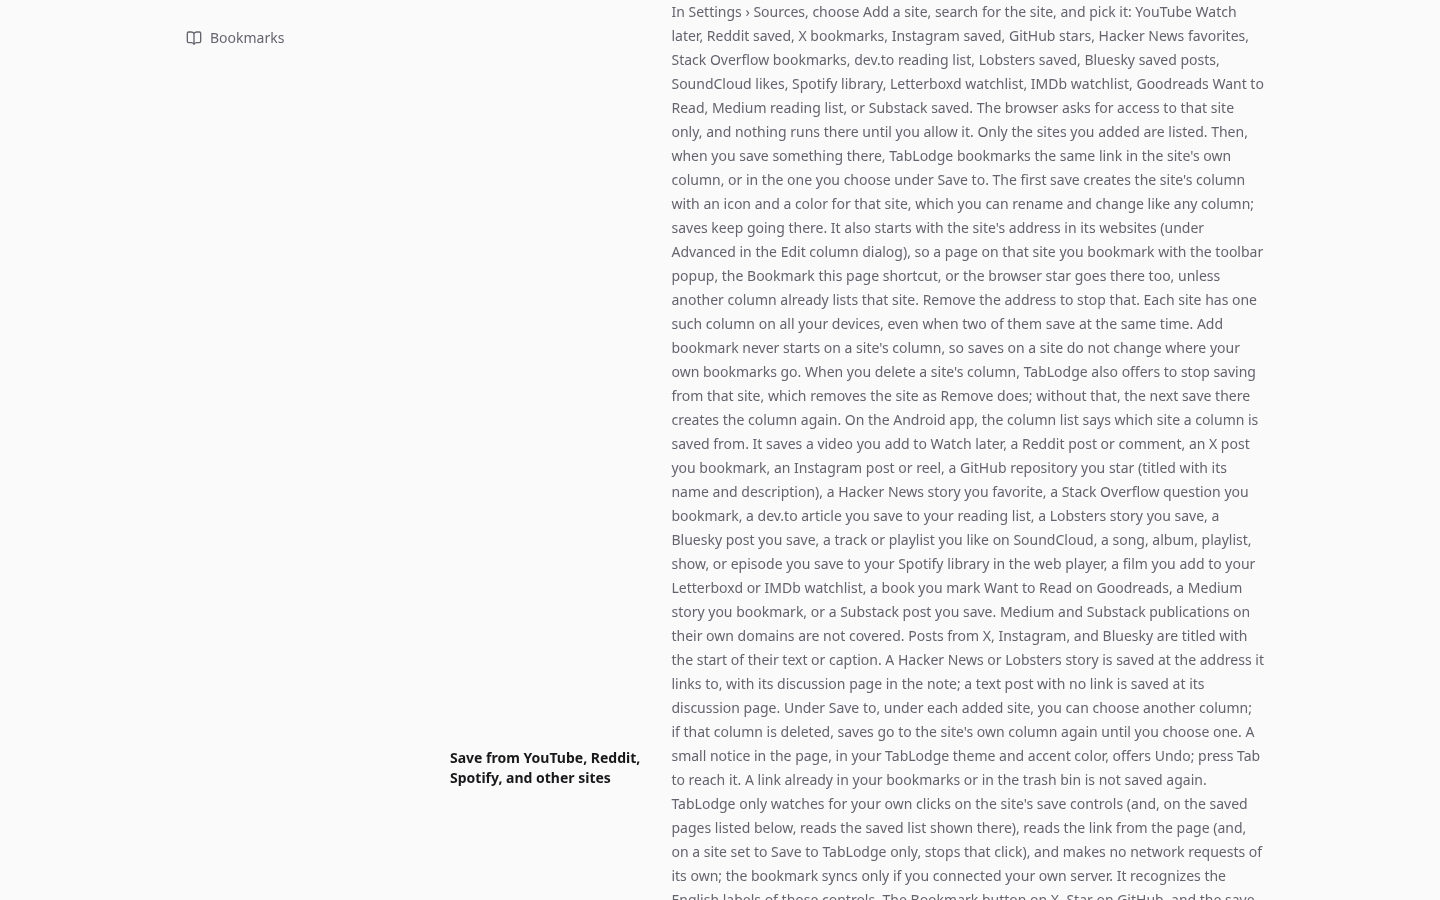 Bookmarks
In Settings › Sources, choose Add a site, search for the site, and pick it: YouTube Watch
later, Reddit saved, X bookmarks, Instagram saved, GitHub stars, Hacker News favorites,
Stack Overflow bookmarks, dev.to reading list, Lobsters saved, Bluesky saved posts,
SoundCloud likes, Spotify library, Letterboxd watchlist, IMDb watchlist, Goodreads Want to
Read, Medium reading list, or Substack saved. The browser asks for access to that site
only, and nothing runs there until you allow it. Only the sites you added are listed. Then,
when you save something there, TabLodge bookmarks the same link in the site's own
column, or in the one you choose under Save to. The first save creates the site's column
with an icon and a color for that site, which you can rename and change like any column;
saves keep going there. It also starts with the site's address in its websites (under
Advanced in the Edit column dialog), so a page on that site you bookmark with the toolbar
popup, the Bookmark this page shortcut, or the browser star goes there too, unless
another column already lists that site. Remove the address to stop that. Each site has one
such column on all your devices, even when two of them save at the same time. Add
bookmark never starts on a site's column, so saves on a site do not change where your
own bookmarks go. When you delete a site's column, TabLodge also offers to stop saving
from that site, which removes the site as Remove does; without that, the next save there
creates the column again. On the Android app, the column list says which site a column is
saved from. It saves a video you add to Watch later, a Reddit post or comment, an X post
you bookmark, an Instagram post or reel, a GitHub repository you star (titled with its
name and description), a Hacker News story you favorite, a Stack Overflow question you
bookmark, a dev.to article you save to your reading list, a Lobsters story you save, a
Bluesky post you save, a track or playlist you like on SoundCloud, a song, album, playlist,
show, or episode you save to your Spotify library in the web player, a film you add to your
Letterboxd or IMDb watchlist, a book you mark Want to Read on Goodreads, a Medium
story you bookmark, or a Substack post you save. Medium and Substack publications on
their own domains are not covered. Posts from X, Instagram, and Bluesky are titled with
the start of their text or caption. A Hacker News or Lobsters story is saved at the address it
links to, with its discussion page in the note; a text post with no link is saved at its
discussion page. Under Save to, under each added site, you can choose another column;
if that column is deleted, saves go to the site's own column again until you choose one. A
Save from YouTube, Reddit,
Spotify, and other sites
small notice in the page, in your TabLodge theme and accent color, offers Undo; press Tab
to reach it. A link already in your bookmarks or in the trash bin is not saved again.
TabLodge only watches for your own clicks on the site's save controls (and, on the saved
pages listed below, reads the saved list shown there), reads the link from the page (and,
on a site set to Save to TabLodge only, stops that click), and makes no network requests of
its own; the bookmark syncs only if you connected your own server. It recognizes the
English labels of those controls. The Bookmark button on X, Star on GitHub, and the save